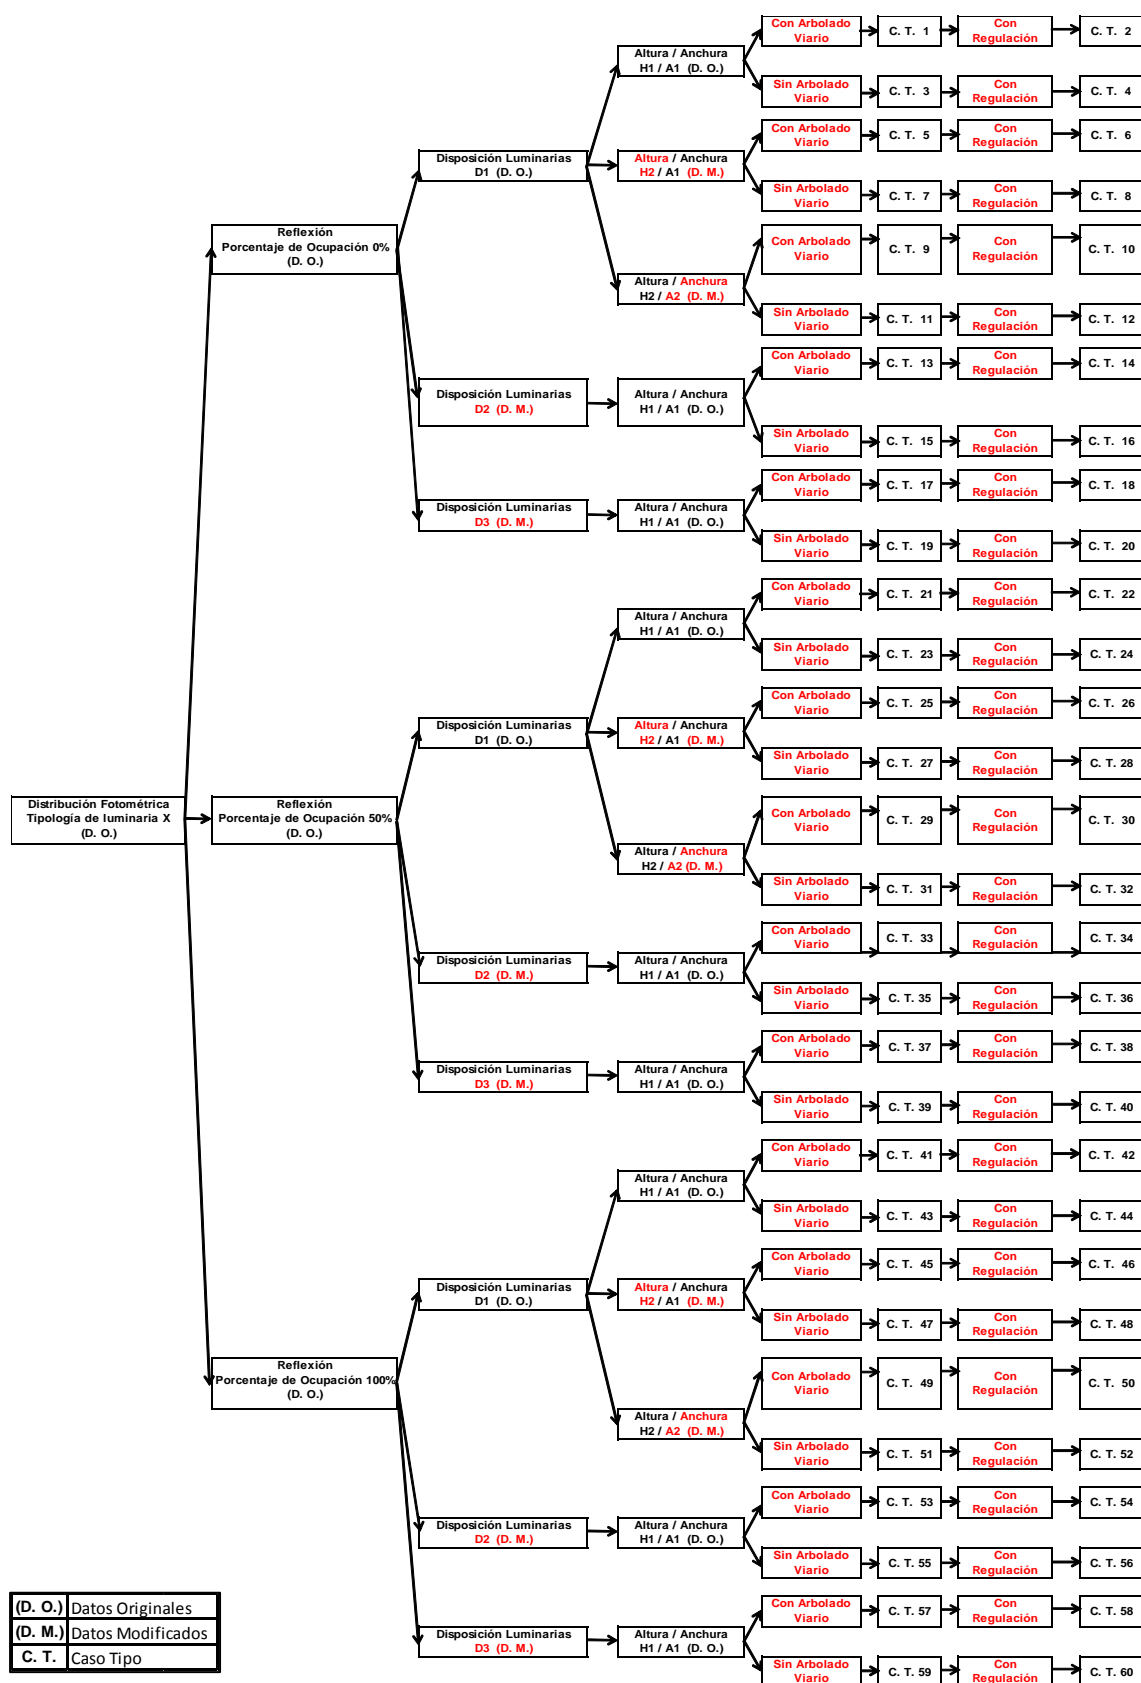 Distribución Fotométrica
Tipología de luminaria X
(D. O.)
Reflexión
Porcentaje de Ocupación 0%
(D. O.)
Disposición Luminarias
D1 (D. O.)
Altura / Anchura
H1 / A1 (D. O.)
Con Arbolado
Viario
C. T. 1
Con
Regulación
C. T. 2
Sin Arbolado
Viario
C. T. 3
Con
Regulación
C. T. 4
Altura / Anchura
H2 / A1 (D. M.)
Con Arbolado
Viario
C. T. 5
Con
Regulación
C. T. 6
Sin Arbolado
Viario
C. T. 7
Con
Regulación
C. T. 8
Altura / Anchura
H2 / A2 (D. M.)
Con Arbolado
Viario
C. T. 9
Con
Regulación
C. T. 10
Sin Arbolado
Viario
C. T. 11
Con
Regulación
C. T. 12
Disposición Luminarias
D2 (D. M.)
Altura / Anchura
H1 / A1 (D. O.)
Con Arbolado
Viario
C. T. 13
Con
Regulación
C. T. 14
Sin Arbolado
Viario
C. T. 15
Con
Regulación
C. T. 16
Disposición Luminarias
D3 (D. M.)
Altura / Anchura
H1 / A1 (D. O.)
Con Arbolado
Viario
C. T. 17
Con
Regulación
C. T. 18
Sin Arbolado
Viario
C. T. 19
Con
Regulación
C. T. 20
Reflexión
Porcentaje de Ocupación 50%
(D. O.)
Disposición Luminarias
D1 (D. O.)
Altura / Anchura
H1 / A1 (D. O.)
Con Arbolado
Viario
C. T. 21
Con
Regulación
C. T. 22
Sin Arbolado
Viario
C. T. 23
Con
Regulación
C. T. 24
Altura / Anchura
H2 / A1 (D. M.)
Con Arbolado
Viario
C. T. 25
Con
Regulación
C. T. 26
Sin Arbolado
Viario
C. T. 27
Con
Regulación
C. T. 28
Altura / Anchura
H2 / A2 (D. M.)
Con Arbolado
Viario
C. T. 29
Con
Regulación
C. T. 30
Sin Arbolado
Viario
C. T. 31
Con
Regulación
C. T. 32
Disposición Luminarias
D2 (D. M.)
Altura / Anchura
H1 / A1 (D. O.)
Con Arbolado
Viario
C. T. 33
Con
Regulación
C. T. 34
Sin Arbolado
Viario
C. T. 35
Con
Regulación
C. T. 36
Disposición Luminarias
D3 (D. M.)
Altura / Anchura
H1 / A1 (D. O.)
Con Arbolado
Viario
C. T. 37
Con
Regulación
C. T. 38
Sin Arbolado
Viario
C. T. 39
Con
Regulación
C. T. 40
Reflexión
Porcentaje de Ocupación 100%
(D. O.)
Disposición Luminarias
D1 (D. O.)
Altura / Anchura
H1 / A1 (D. O.)
Con Arbolado
Viario
C. T. 41
Con
Regulación
C. T. 42
Sin Arbolado
Viario
C. T. 43
Con
Regulación
C. T. 44
Altura / Anchura
H2 / A1 (D. M.)
Con Arbolado
Viario
C. T. 45
Con
Regulación
C. T. 46
Sin Arbolado
Viario
C. T. 47
Con
Regulación
C. T. 48
Altura / Anchura
H2 / A2 (D. M.)
Con Arbolado
Viario
C. T. 49
Con
Regulación
C. T. 50
Sin Arbolado
Viario
C. T. 51
Con
Regulación
C. T. 52
Disposición Luminarias
D2 (D. M.)
Altura / Anchura
H1 / A1 (D. O.)
Con Arbolado
Viario
C. T. 53
Con
Regulación
C. T. 54
Sin Arbolado
Viario
C. T. 55
Con
Regulación
C. T. 56
Disposición Luminarias
D3 (D. M.)
Altura / Anchura
H1 / A1 (D. O.)
Con Arbolado
Viario
C. T. 57
Con
Regulación
C. T. 58
Sin Arbolado
Viario
C. T. 59
Con
Regulación
C. T. 60
(D. O.) Datos Originales
(D. M.) Datos Modificados
C. T. Caso Tipo